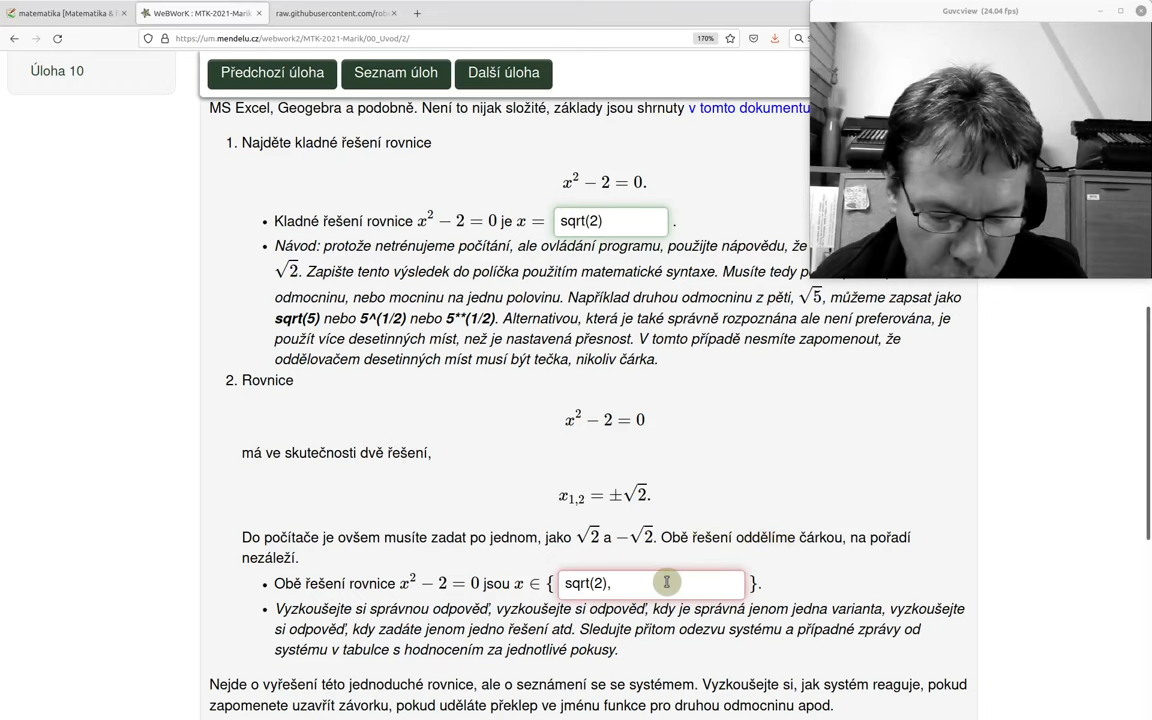 matematika [Matematika &
WeBWorK : MTK-2021-Marik
raw.githubusercontent.com/rob
Guvcview (24.04 fps)
https://um.mendelu.cz/webwork2/MTK-2021-Marik/00_Uvod/2/
170%
Úloha 10
Předchozí úloha
Seznam úloh
Další úloha
MS Excel, Geogebra a podobně. Není to nijak složité, základy jsou shrnuty v tomto dokumentu
1. Najděte kladné řešení rovnice
x² − 2 = 0.
• Kladné řešení rovnice x² − 2 = 0 je x = sqrt(2) .
• Návod: protože netrénujeme počítání, ale ovládání programu, použijte nápovědu, že
√2. Zapište tento výsledek do políčka použitím matematické syntaxe. Musíte tedy
odmocninu, nebo mocninu na jednu polovinu. Například druhou odmocninu z pěti, √5, můžeme zapsat jako
sqrt(5) nebo 5^(1/2) nebo 5**(1/2). Alternativou, která je také správně rozpoznána ale není preferována, je
použít více desetinných míst, než je nastavená přesnost. V tomto případě nesmíte zapomenout, že
oddělovačem desetinných míst musí být tečka, nikoliv čárka.
2. Rovnice
x² − 2 = 0
má ve skutečnosti dvě řešení,
x₁,₂ = ±√2.
Do počítače je ovšem musíte zadat po jednom, jako √2 a −√2. Obě řešení oddělíme čárkou, na pořadí
nezáleží.
• Obě řešení rovnice x² − 2 = 0 jsou x ∈ { sqrt(2), }.
• Vyzkoušejte si správnou odpověď, vyzkoušejte si odpověď, kdy je správná jenom jedna varianta, vyzkoušejte
si odpověď, kdy zadáte jenom jedno řešení atd. Sledujte přitom odezvu systému a případné zprávy od
systému v tabulce s hodnocením za jednotlivé pokusy.
Nejde o vyřešení této jednoduché rovnice, ale o seznámení se se systémem. Vyzkoušejte si, jak systém reaguje, pokud
zapomenete uzavřít závorku, pokud uděláte překlep ve jménu funkce pro druhou odmocninu apod.